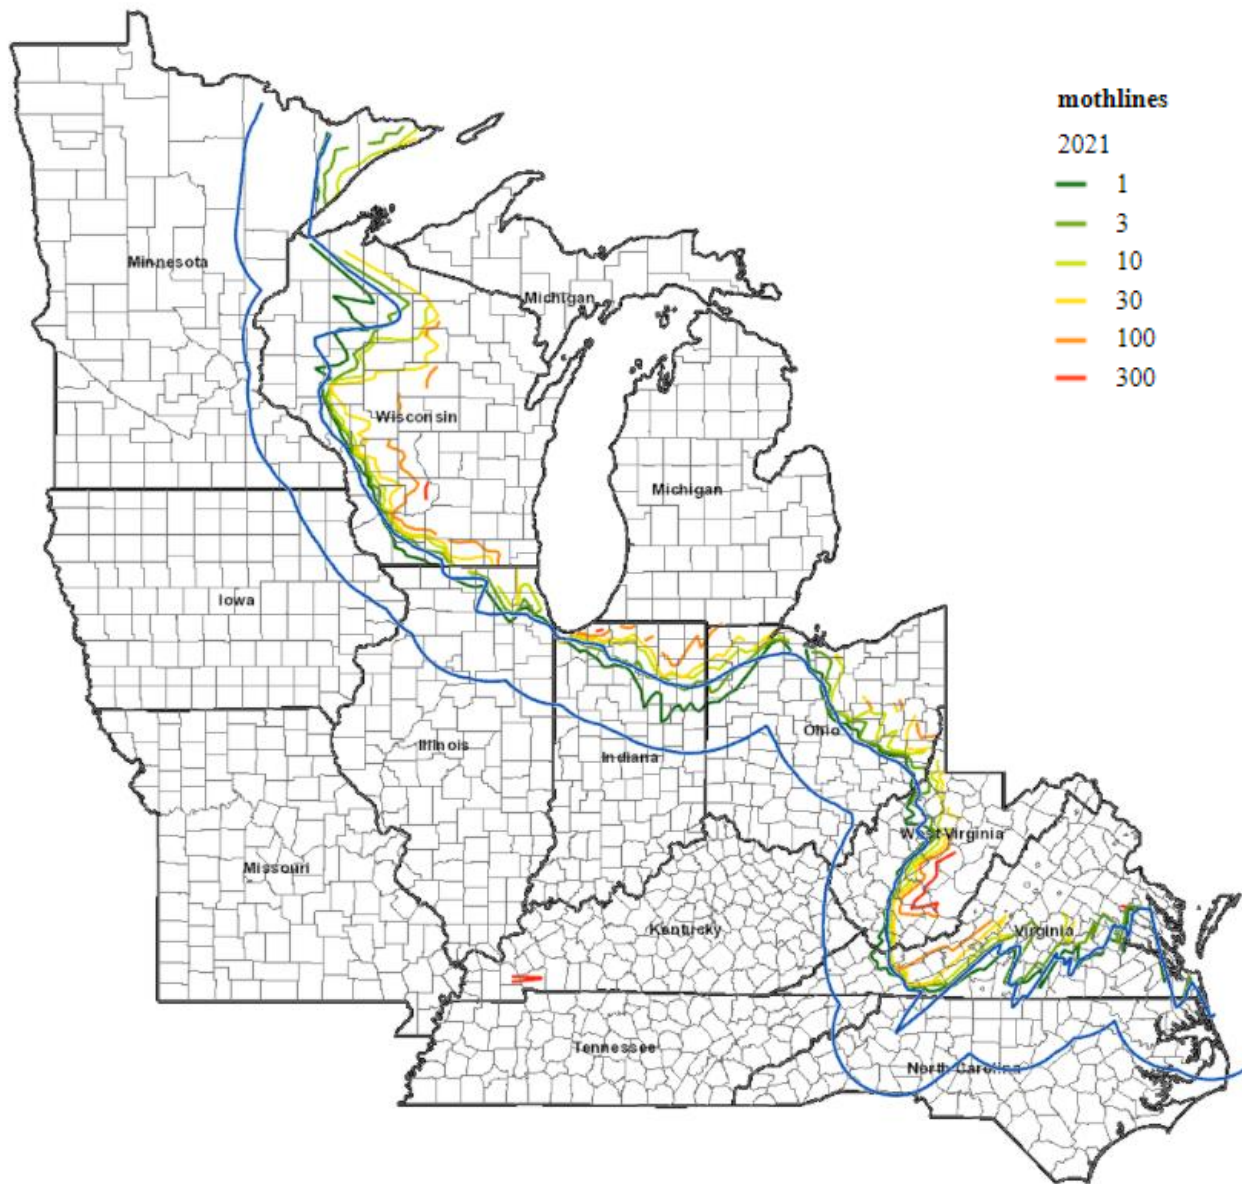 mothlines
2021
1
3
10
30
100
300
Minnesota
Michigan
Wisconsin
Michigan
Iowa
Ohio
Illinois
Indiana
West Virginia
Missouri
Kentucky
Virginia
Tennessee
North Carolina